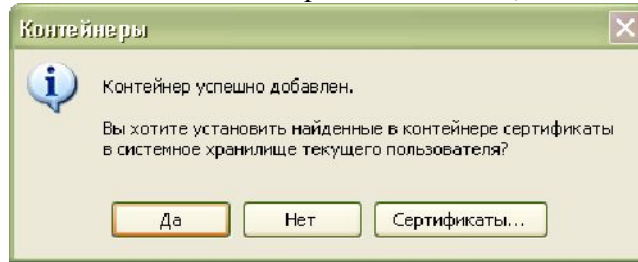 Контейнеры
Контейнер успешно добавлен.
Вы хотите установить найденные в контейнере сертификаты
в системное хранилище текущего пользователя?
Да
Нет
Сертификаты...